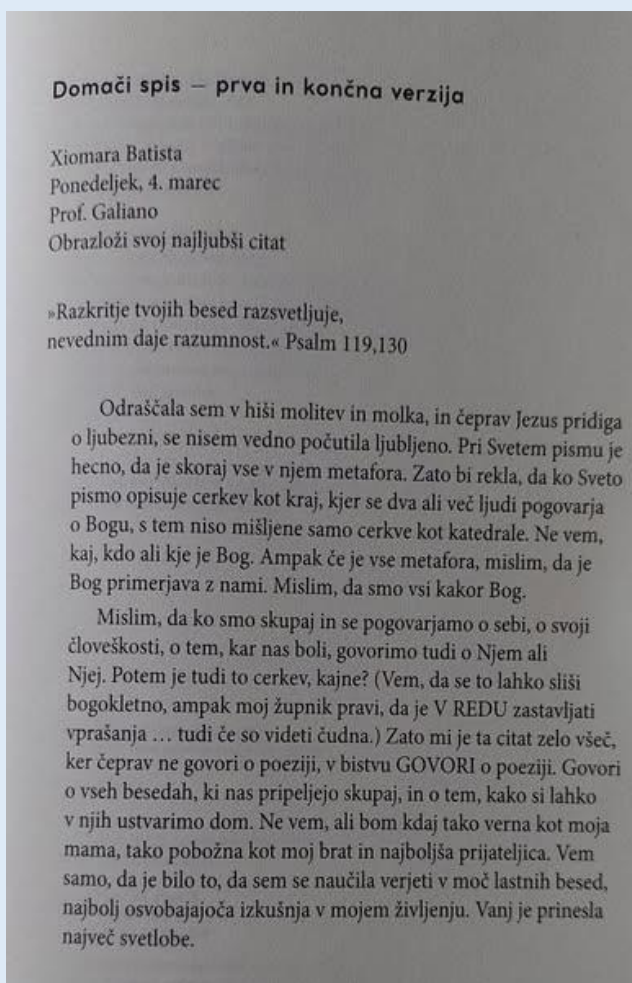 Domači spis – prva in končna verzija
Xiomara Batista
Ponedeljek, 4. marec
Prof. Galiano
Obrazloži svoj najljubši citat
»Razkritje tvojih besed razsvetljuje,
nevednim daje razumnost.« Psalm 119,130
Odraščala sem v hiši molitev in molka, in čeprav Jezus pridiga
o ljubezni, se nisem vedno počutila ljubljeno. Pri Svetem pismu je
hecno, da je skoraj vse v njem metafora. Zato bi rekla, da ko Sveto
pismo opisuje cerkev kot kraj, kjer se dva ali več ljudi pogovarja
o Bogu, s tem niso mišljene samo cerkve kot katedrale. Ne vem,
kaj, kdo ali kje je Bog. Ampak če je vse metafora, mislim, da je
Bog primerjava z nami. Mislim, da smo vsi kakor Bog.
Mislim, da ko smo skupaj in se pogovarjamo o sebi, o svoji
človeškosti, o tem, kar nas boli, govorimo tudi o Njem ali
Njej. Potem je tudi to cerkev, kajne? (Vem, da se to lahko sliši
bogokletno, ampak moj župnik pravi, da je V REDU zastavljati
vprašanja … tudi če so videti čudna.) Zato mi je ta citat zelo všeč,
ker čeprav ne govori o poeziji, v bistvu GOVORI o poeziji. Govori
o vseh besedah, ki nas pripeljejo skupaj, in o tem, kako si lahko
v njih ustvarimo dom. Ne vem, ali bom kdaj tako verna kot moja
mama, tako pobožna kot moj brat in najboljša prijateljica. Vem
samo, da je bilo to, da sem se naučila verjeti v moč lastnih besed,
najbolj osvobajajoča izkušnja v mojem življenju. Vanj je prinesla
največ svetlobe.